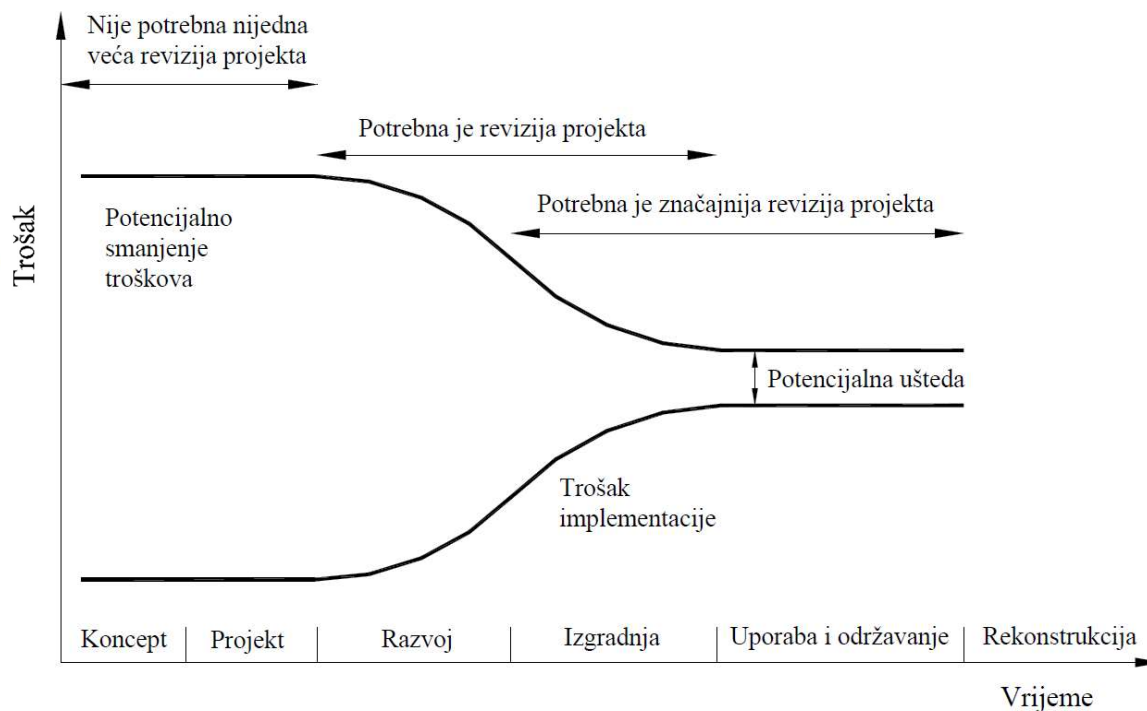 Nije potrebna nijedna
veća revizija projekta
Potrebna je revizija projekta
Potrebna je značajnija revizija projekta
Trošak
Potencijalno
smanjenje
troškova
Potencijalna ušteda
Trošak
implementacije
Koncept
Projekt
Razvoj
Izgradnja
Uporaba i održavanje
Rekonstrukcija
Vrijeme